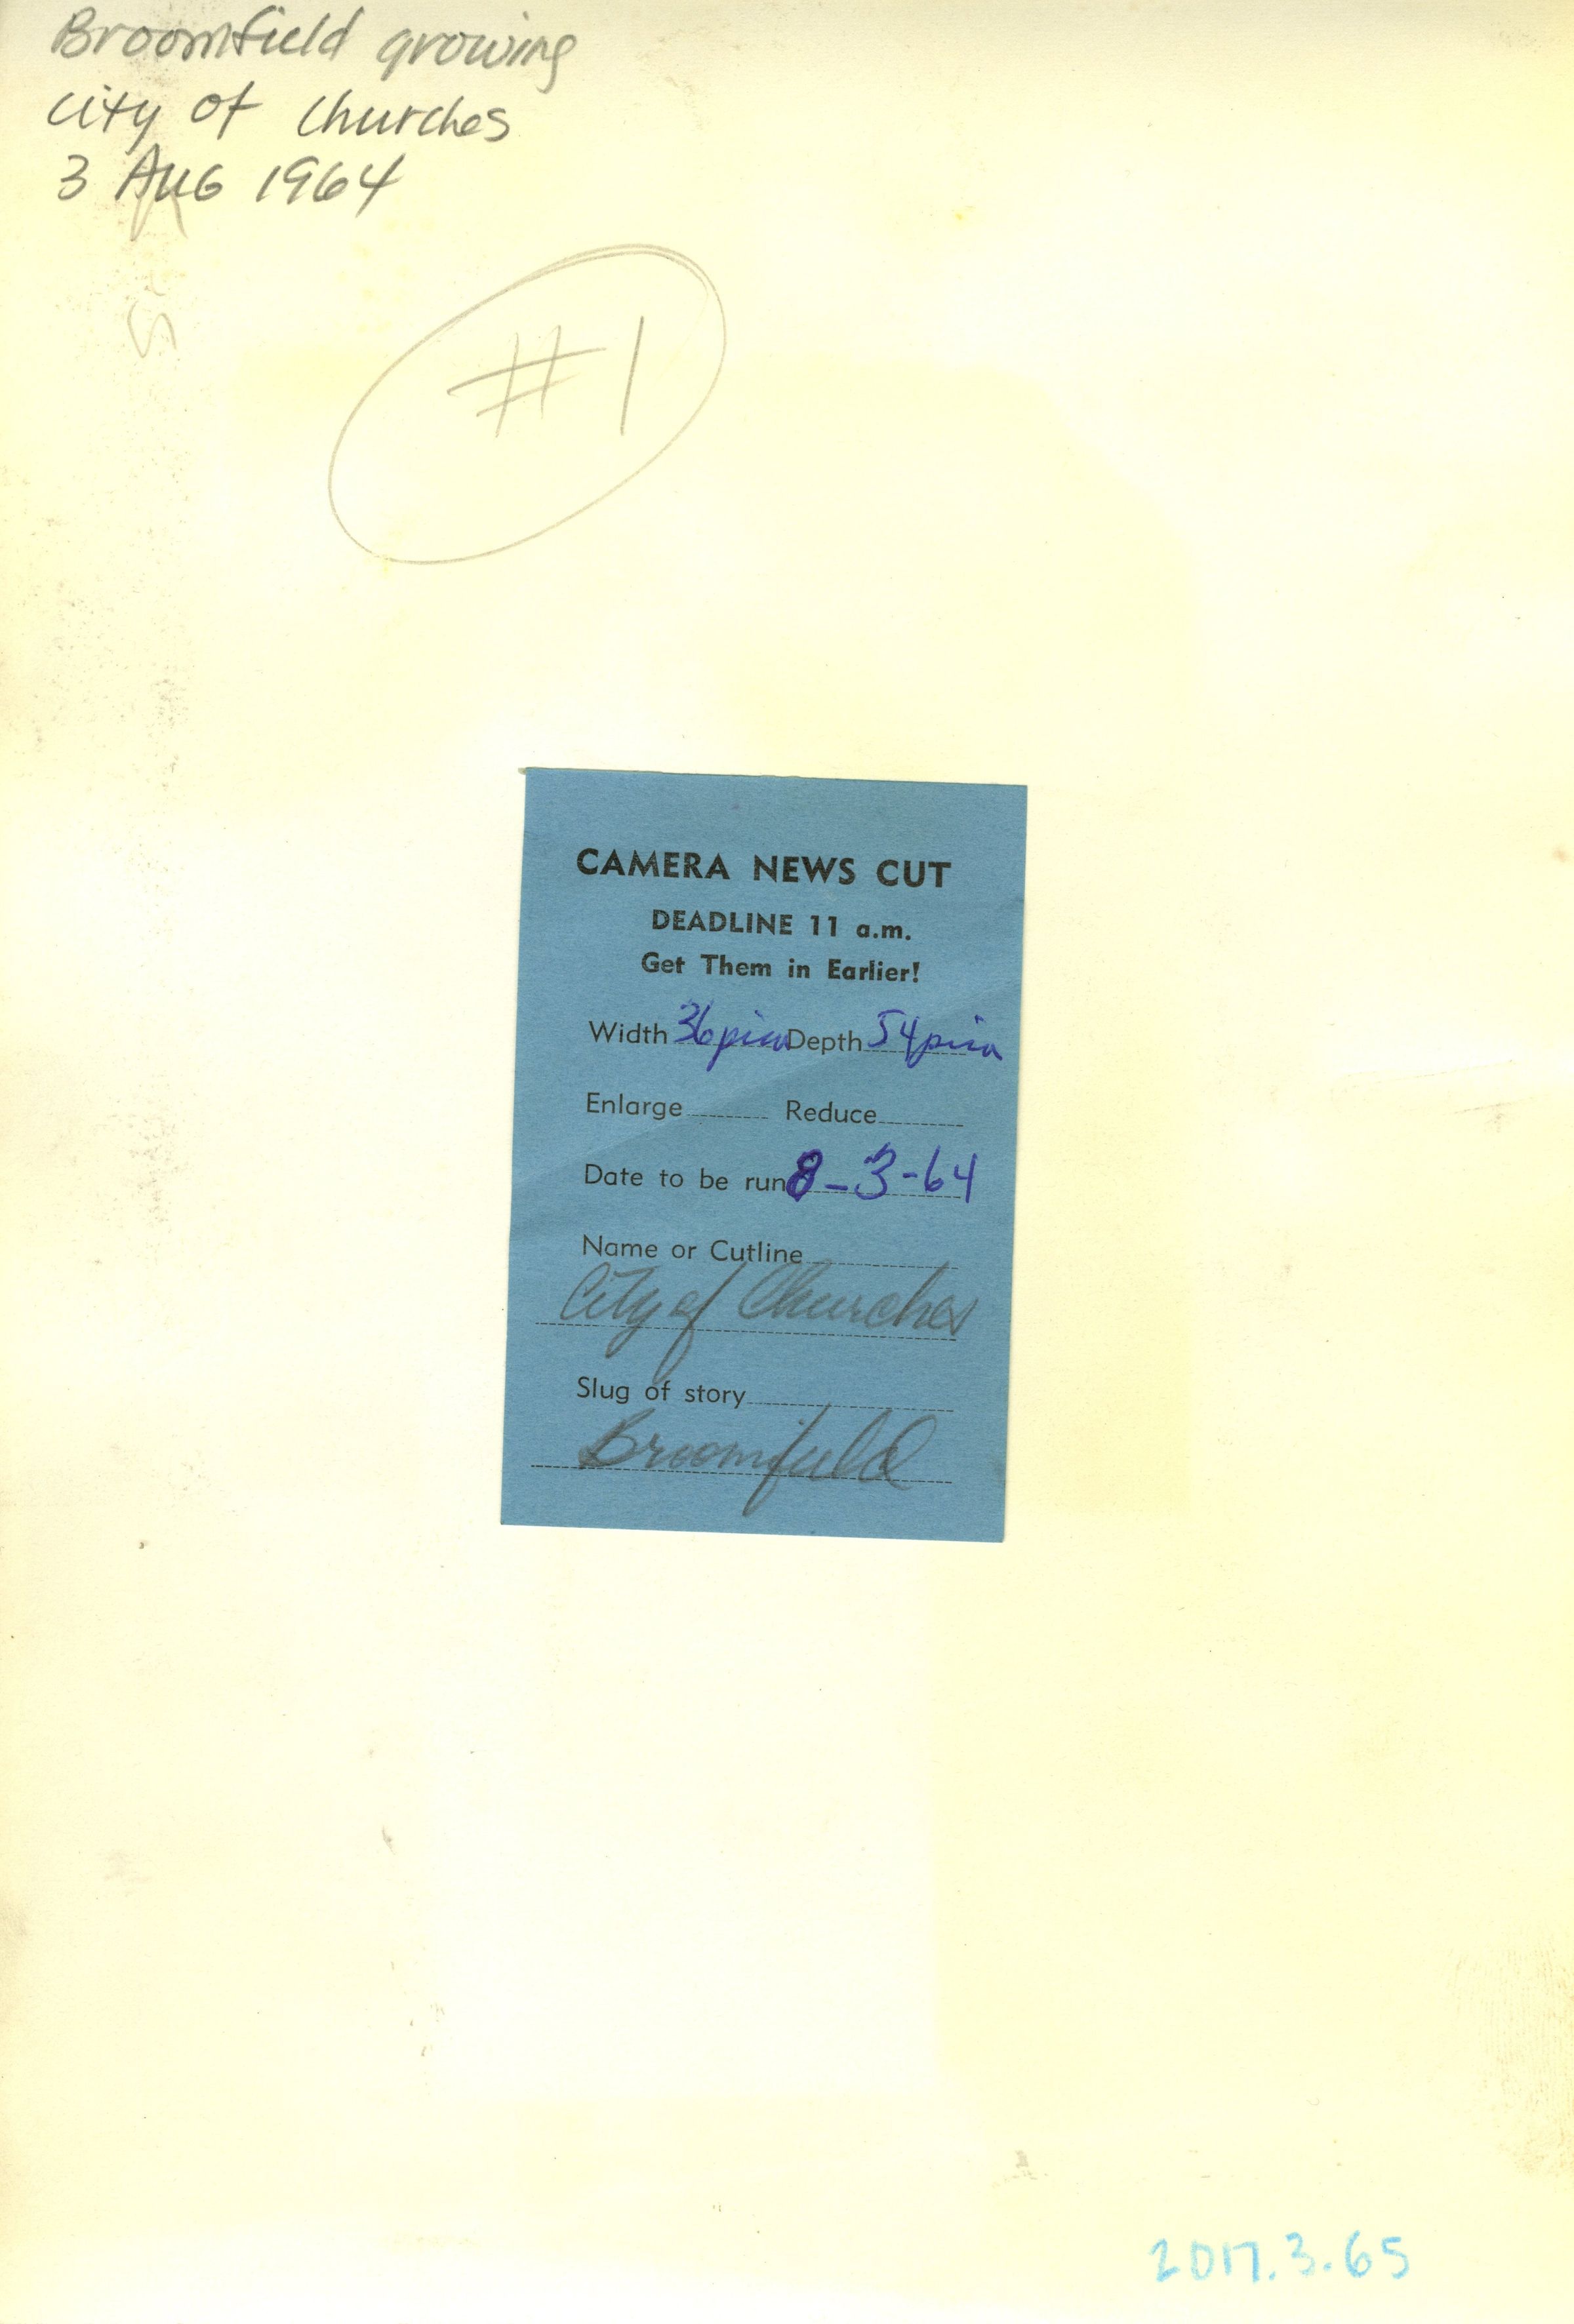 Broomfield growing
City of Churches
3 Aug 1964
#1
CAMERA NEWS CUT
DEADLINE 11 a.m.
Get Them in Earlier!
Width 36 pica Depth 54 pica
Enlarge Reduce
Date to be run 8-3-64
Name or Cutline
City of Churches
Slug of story
Broomfield
2017.3.65